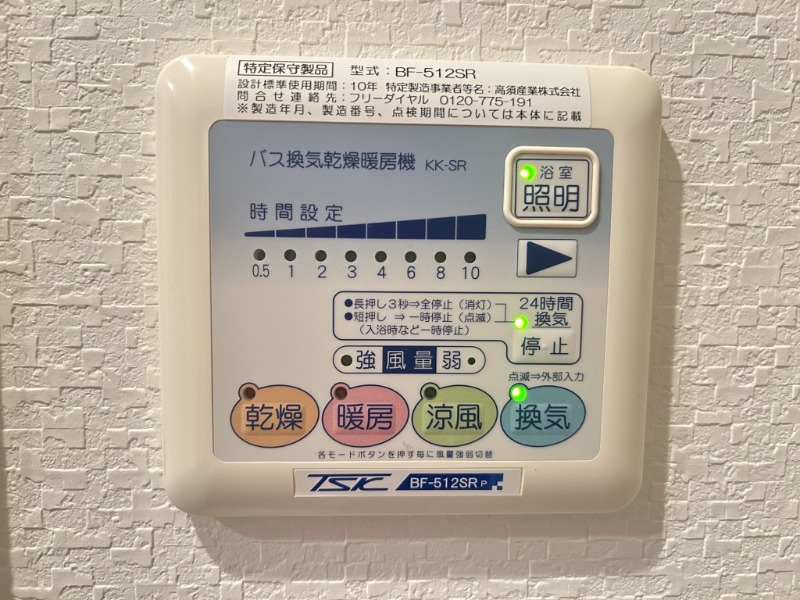 特定保守製品 型式：BF-512SR
設計標準使用期間：10年 特定製造事業者等名：高須産業株式会社
問合せ連絡先：フリーダイヤル 0120-775-191
※製造年月、製造番号、点検期間については本体に記載
バス換気乾燥暖房機 KK-SR
浴室
照明
時間設定
0.5 1 2 3 4 6 8 10
●長押し3秒⇒全停止（消灯）
●短押し ⇒一時停止（点滅）
（入浴時など一時停止）
24時間
換気
停止
強 風量 弱
点滅⇒外部入力
乾燥 暖房 涼風 換気
各モードボタンを押す毎に風量強弱切替
TSK BF-512SR P